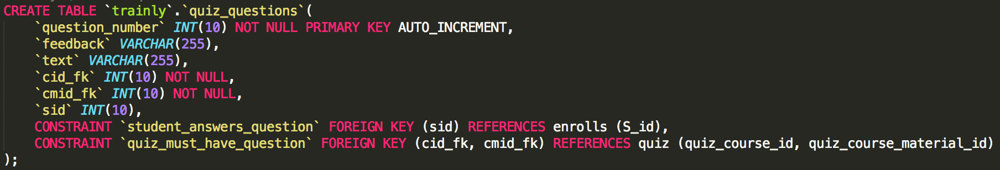 CREATE TABLE `trainly`.`quiz_questions`(
    `question_number` INT(10) NOT NULL PRIMARY KEY AUTO_INCREMENT,
    `feedback` VARCHAR(255),
    `text` VARCHAR(255),
    `cid_fk` INT(10) NOT NULL,
    `cmid_fk` INT(10) NOT NULL,
    `sid` INT(10),
    CONSTRAINT `student_answers_question` FOREIGN KEY (sid) REFERENCES enrolls (S_id),
    CONSTRAINT `quiz_must_have_question` FOREIGN KEY (cid_fk, cmid_fk) REFERENCES quiz (quiz_course_id, quiz_course_material_id)
);